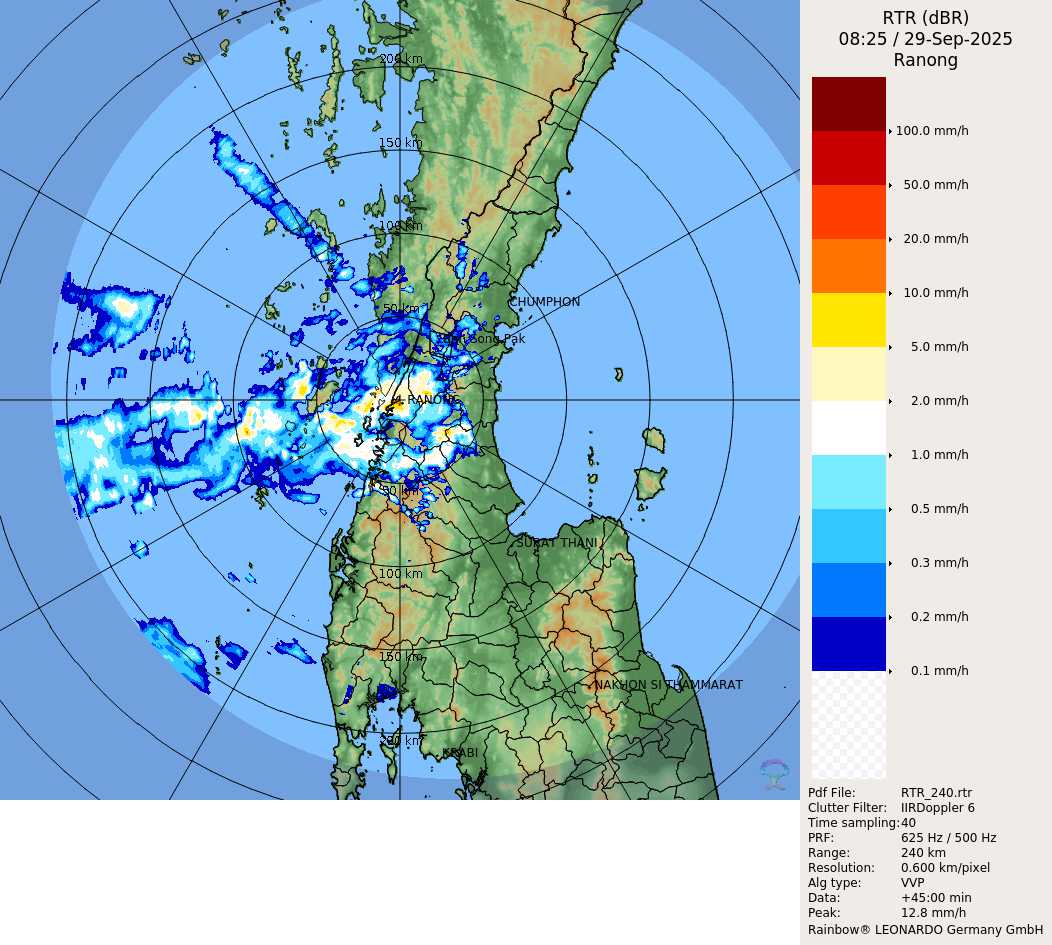 RTR (dBR)
08:25 / 29-Sep-2025
Ranong
100.0 mm/h
50.0 mm/h
20.0 mm/h
10.0 mm/h
5.0 mm/h
2.0 mm/h
1.0 mm/h
0.5 mm/h
0.3 mm/h
0.2 mm/h
0.1 mm/h
200 km
150 km
100 km
CHUMPHON
50 km
Song Pak
RANONG
50 km
SURAT THANI
100 km
150 km
NAKHON SI THAMMARAT
200 km
KRABI
Pdf File: RTR_240.rtr
Clutter Filter: IIRDoppler 6
Time sampling: 40
PRF: 625 Hz / 500 Hz
Range: 240 km
Resolution: 0.600 km/pixel
Alg type: VVP
Data: +45:00 min
Peak: 12.8 mm/h
Rainbow® LEONARDO Germany GmbH